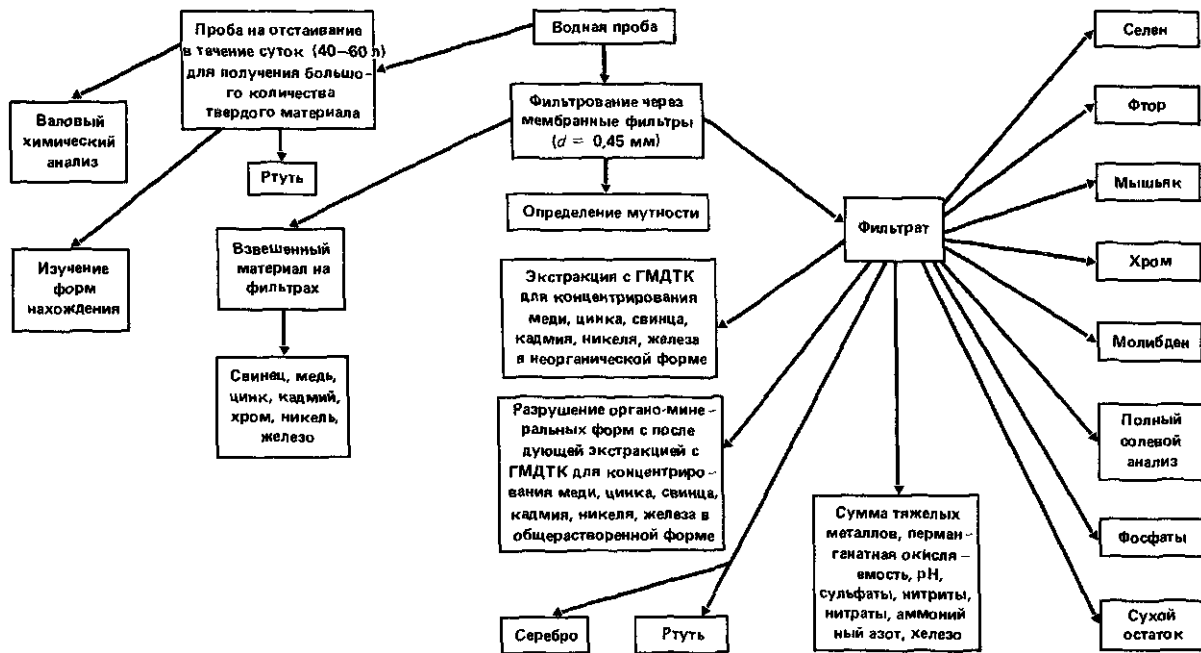 Проба на отстаивание
в течение суток (40—60 л)
для получения большо-
го количества
твердого материала
Водная проба
Валовый
химический
анализ
Ртуть
Изучение
форм
нахождения
Фильтрование через
мембранные фильтры
(d = 0,45 мм)
Определение мутности
Взвешенный
материал на
фильтрах
Свинец, медь,
цинк, кадмий,
хром, никель,
железо
Экстракция с ГМДТК
для концентрирования
меди, цинка, свинца,
кадмия, никеля, железа
в неорганической форме
Разрушение органо-мине-
ральных форм с после
дующей экстракцией с
ГМДТК для концентриро-
вания меди, цинка, свинца,
кадмия, никеля, железа в
общерастворенной форме
Серебро
Ртуть
Фильтрат
Сумма тяжелых
металлов, перман-
ганатная окисля-
емость, рН,
сульфаты, нитриты,
нитраты, аммоний
ный азот, железо
Селен
Фтор
Мышьяк
Хром
Молибден
Полный
солевой
анализ
Фосфаты
Сухой
остаток